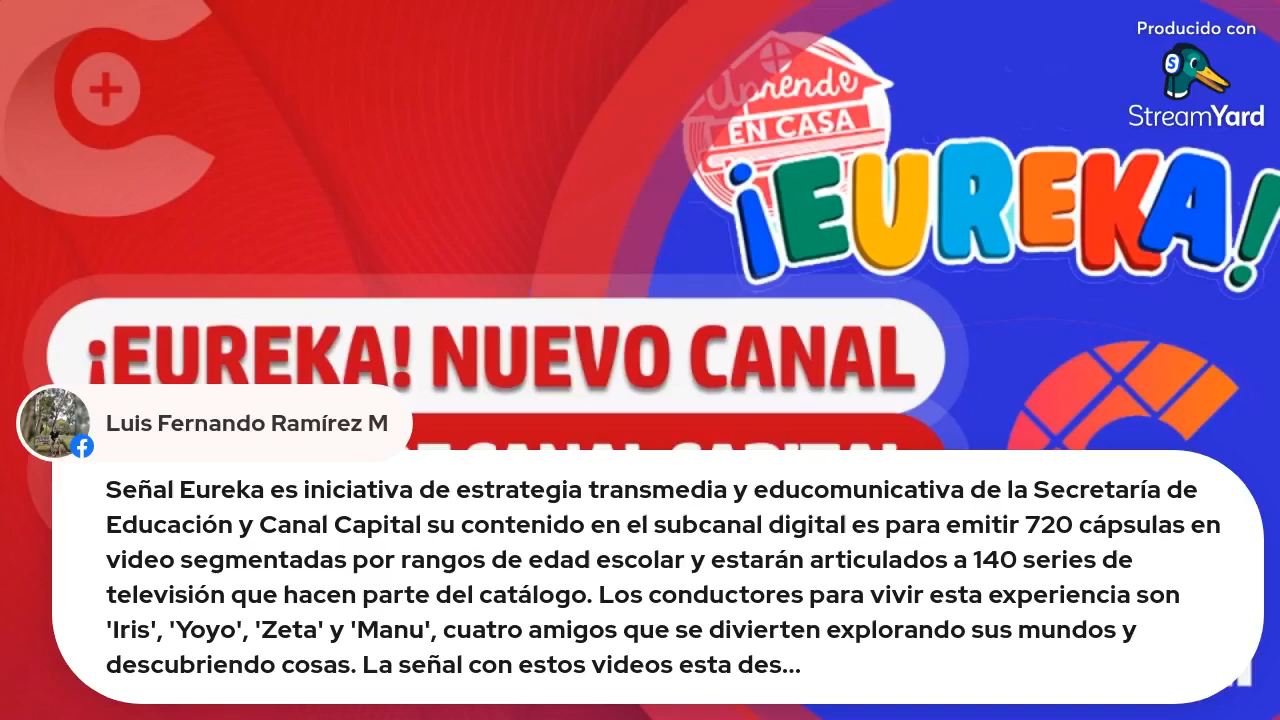 Producido con
StreamYard
Aprende
EN CASA
¡EUREKA!
¡EUREKA! NUEVO CANAL
DE CANAL CAPITAL
Luis Fernando Ramírez M
Señal Eureka es iniciativa de estrategia transmedia y educomunicativa de la Secretaría de
Educación y Canal Capital su contenido en el subcanal digital es para emitir 720 cápsulas en
video segmentadas por rangos de edad escolar y estarán articulados a 140 series de
televisión que hacen parte del catálogo. Los conductores para vivir esta experiencia son
'Iris', 'Yoyo', 'Zeta' y 'Manu', cuatro amigos que se divierten explorando sus mundos y
descubriendo cosas. La señal con estos videos esta des...